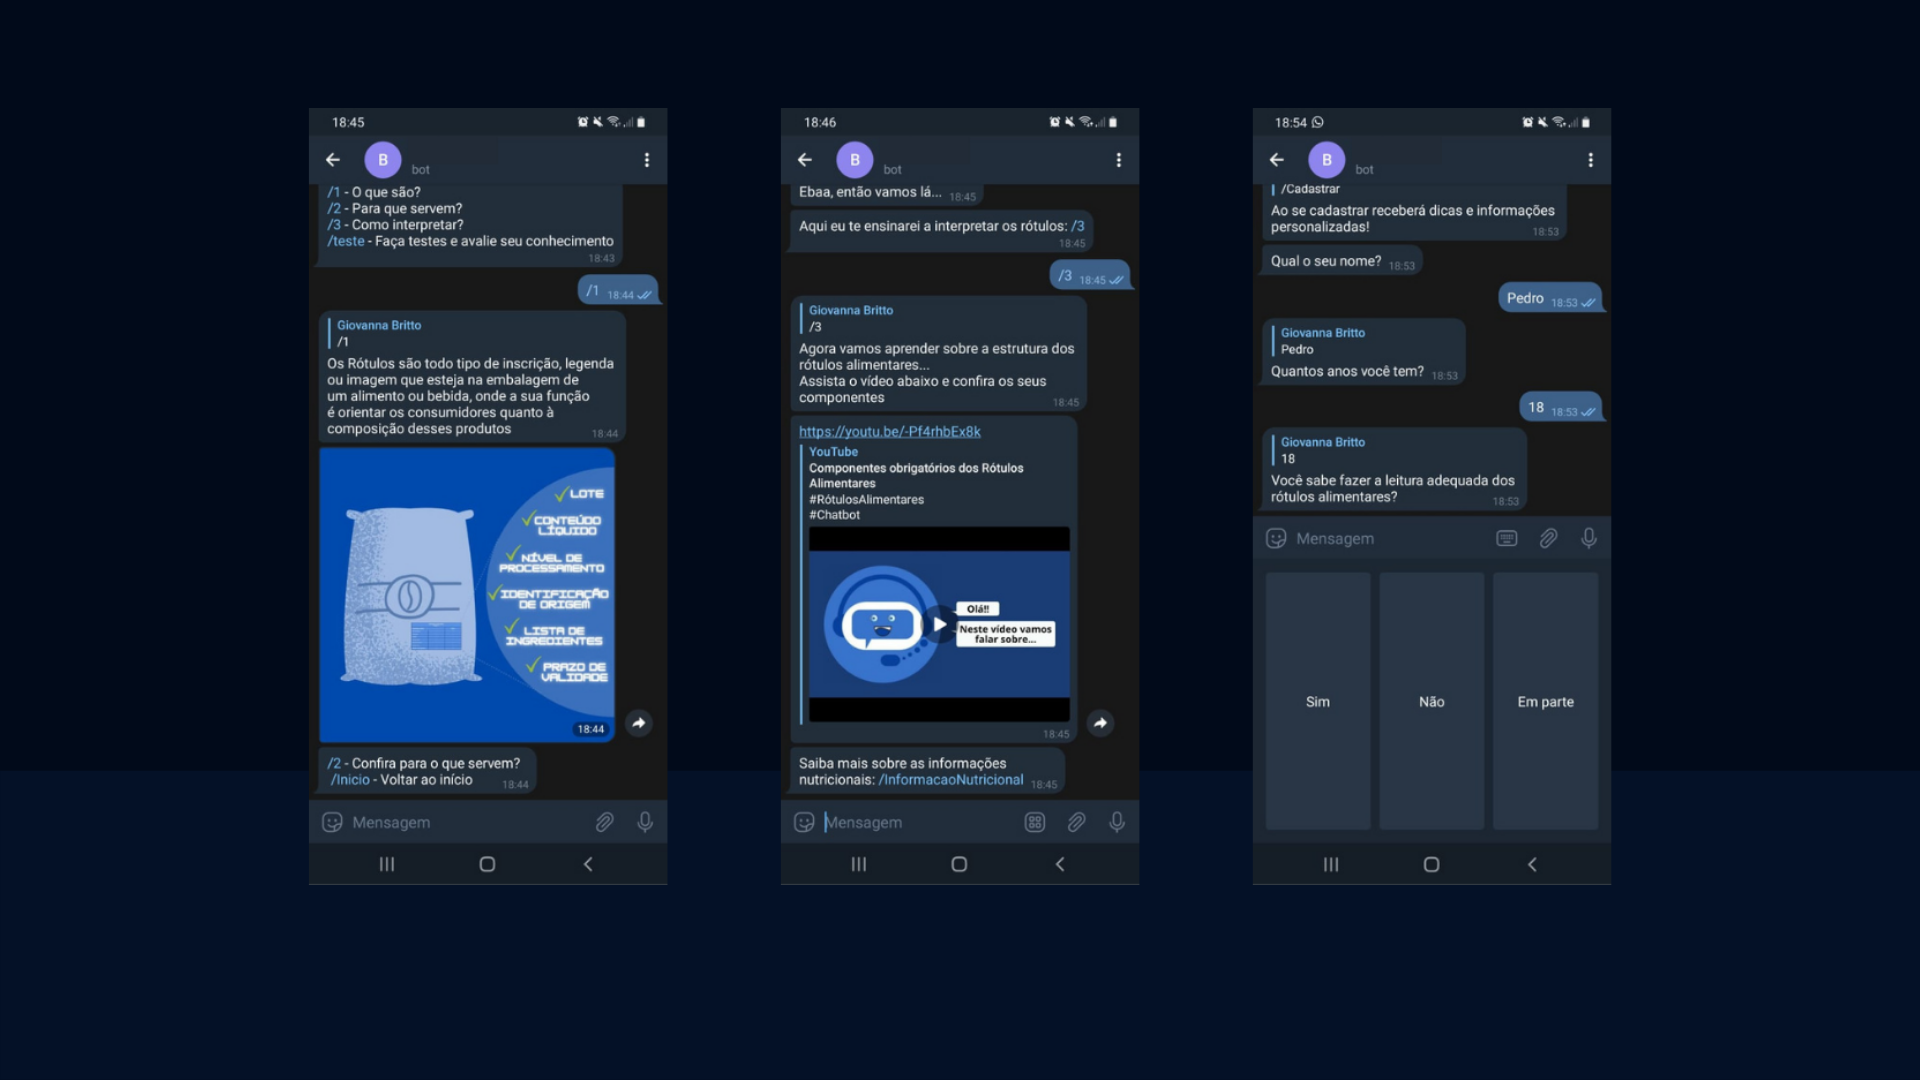 18:45
B
bot
/1 - O que são?
/2 - Para que servem?
/3 - Como interpretar?
/teste - Faça testes e avalie seu conhecimento
18:43
/1 18:44
Giovanna Britto
/1
Os Rótulos são todo tipo de inscrição, legenda
ou imagem que esteja na embalagem de
um alimento ou bebida, onde a sua função
é orientar os consumidores quanto à
composição desses produtos
18:44
LOTE
CONTEÚDO
LÍQUIDO
NÍVEL DE
PROCESSAMENTO
IDENTIFICAÇÃO
DE ORIGEM
LISTA DE
INGREDIENTES
PRAZO DE
VALIDADE
18:44
/2 - Confira para o que servem?
/Inicio - Voltar ao início
18:44
Mensagem
18:46
B
bot
Ebaa, então vamos lá... 18:45
Aqui eu te ensinarei a interpretar os rótulos: /3
18:45
/3 18:45
Giovanna Britto
/3
Agora vamos aprender sobre a estrutura dos
rótulos alimentares...
Assista o vídeo abaixo e confira os seus
componentes
18:45
https://youtu.be/-Pf4rhbEx8k
YouTube
Componentes obrigatórios dos Rótulos
Alimentares
#RótulosAlimentares
#Chatbot
Olá!!
Neste vídeo vamos
falar sobre...
18:45
Saiba mais sobre as informações
nutricionais: /InformacaoNutricional 18:45
Mensagem
18:54
B
bot
/Cadastrar
Ao se cadastrar receberá dicas e informações
personalizadas!
18:53
Qual o seu nome? 18:53
Pedro 18:53
Giovanna Britto
Pedro
Quantos anos você tem? 18:53
18 18:53
Giovanna Britto
18
Você sabe fazer a leitura adequada dos
rótulos alimentares?
18:53
Mensagem
Sim
Não
Em parte